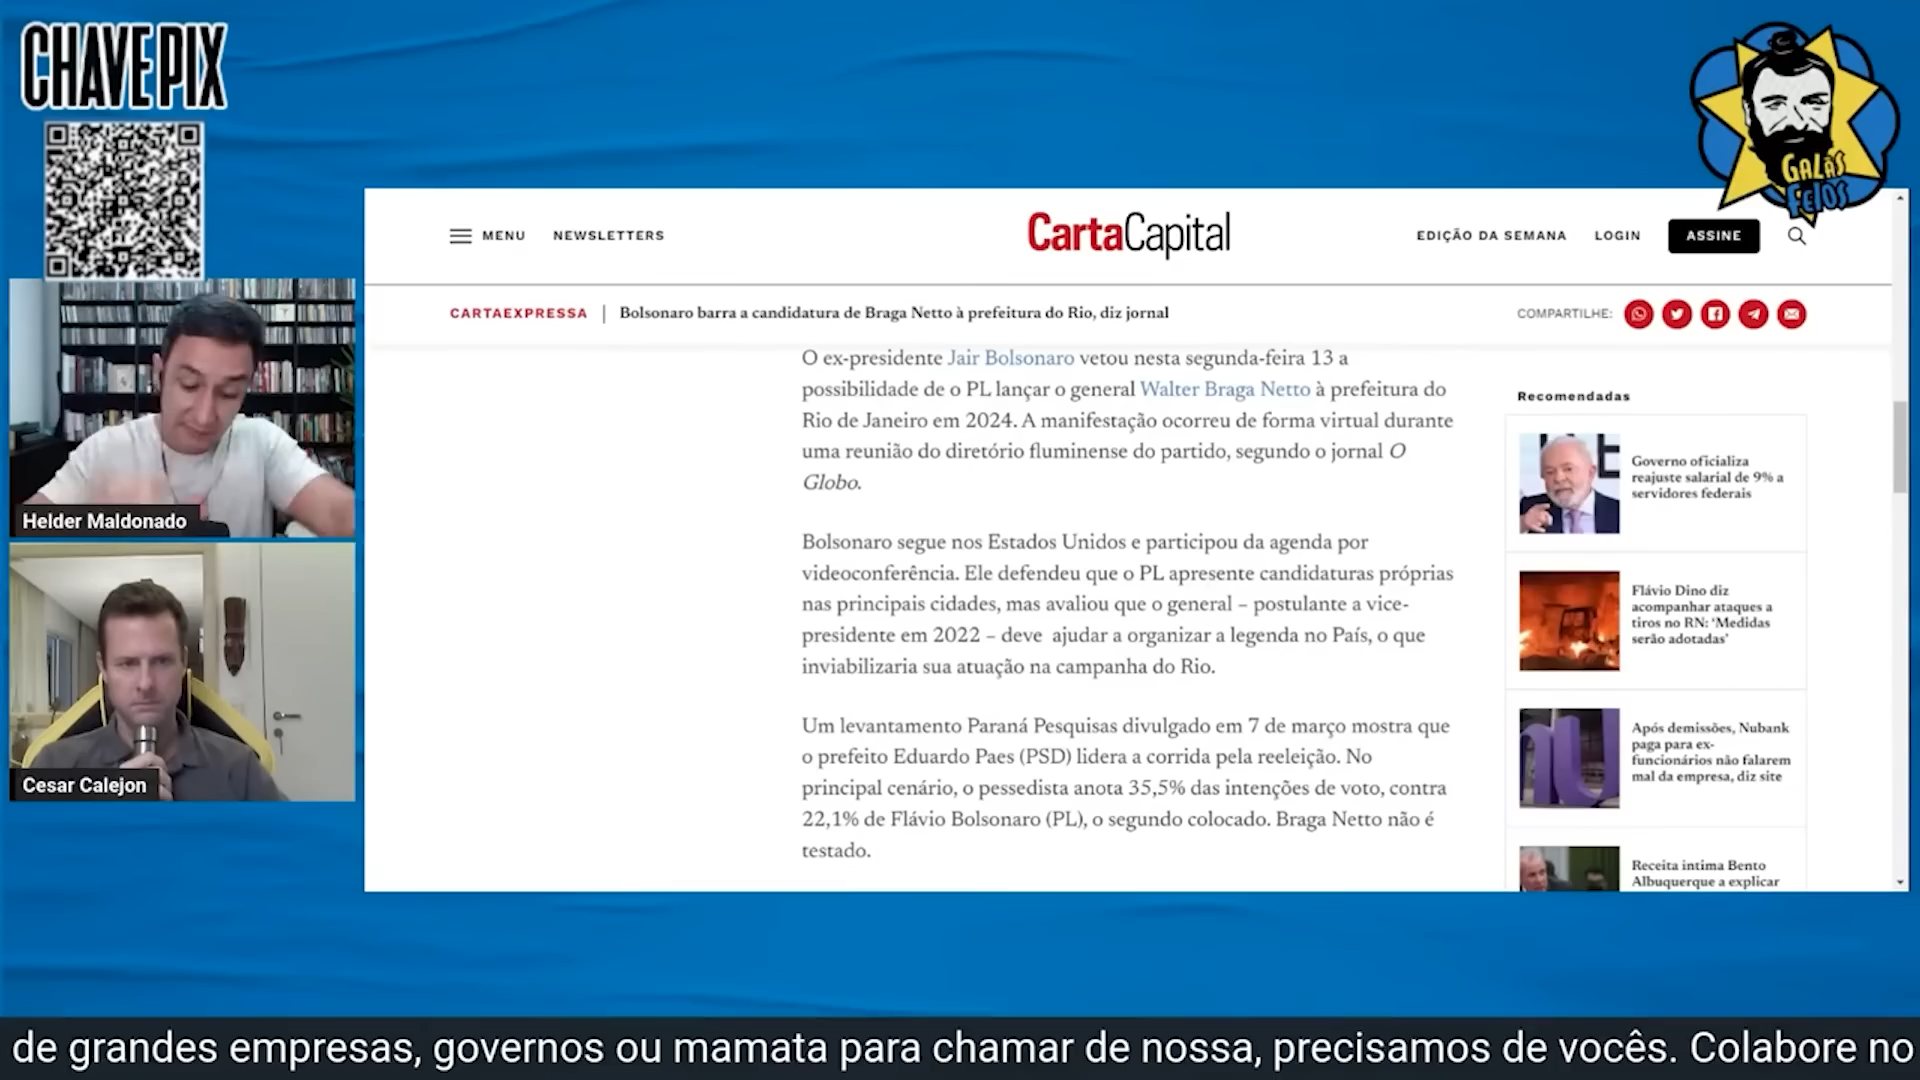 CHAVE PIX
GALÃS
FEIOS
MENU
NEWSLETTERS
CartaCapital
EDIÇÃO DA SEMANA
LOGIN
ASSINE
CARTAEXPRESSA | Bolsonaro barra a candidatura de Braga Netto à prefeitura do Rio, diz jornal
COMPARTILHE:
O ex-presidente Jair Bolsonaro vetou nesta segunda-feira 13 a
possibilidade de o PL lançar o general Walter Braga Netto à prefeitura do
Rio de Janeiro em 2024. A manifestação ocorreu de forma virtual durante
uma reunião do diretório fluminense do partido, segundo o jornal O
Globo.
Bolsonaro segue nos Estados Unidos e participou da agenda por
videoconferência. Ele defendeu que o PL apresente candidaturas próprias
nas principais cidades, mas avaliou que o general – postulante a vice-
presidente em 2022 – deve ajudar a organizar a legenda no País, o que
inviabilizaria sua atuação na campanha do Rio.
Um levantamento Paraná Pesquisas divulgado em 7 de março mostra que
o prefeito Eduardo Paes (PSD) lidera a corrida pela reeleição. No
principal cenário, o pessedista anota 35,5% das intenções de voto, contra
22,1% de Flávio Bolsonaro (PL), o segundo colocado. Braga Netto não é
testado.
Recomendadas
Governo oficializa
reajuste salarial de 9% a
servidores federais
Flávio Dino diz
acompanhar ataques a
tiros no RN: ‘Medidas
serão adotadas’
Após demissões, Nubank
paga para ex-
funcionários não falarem
mal da empresa, diz site
Receita intima Bento
Albuquerque a explicar
Helder Maldonado
Cesar Calejon
de grandes empresas, governos ou mamata para chamar de nossa, precisamos de vocês. Colabore no